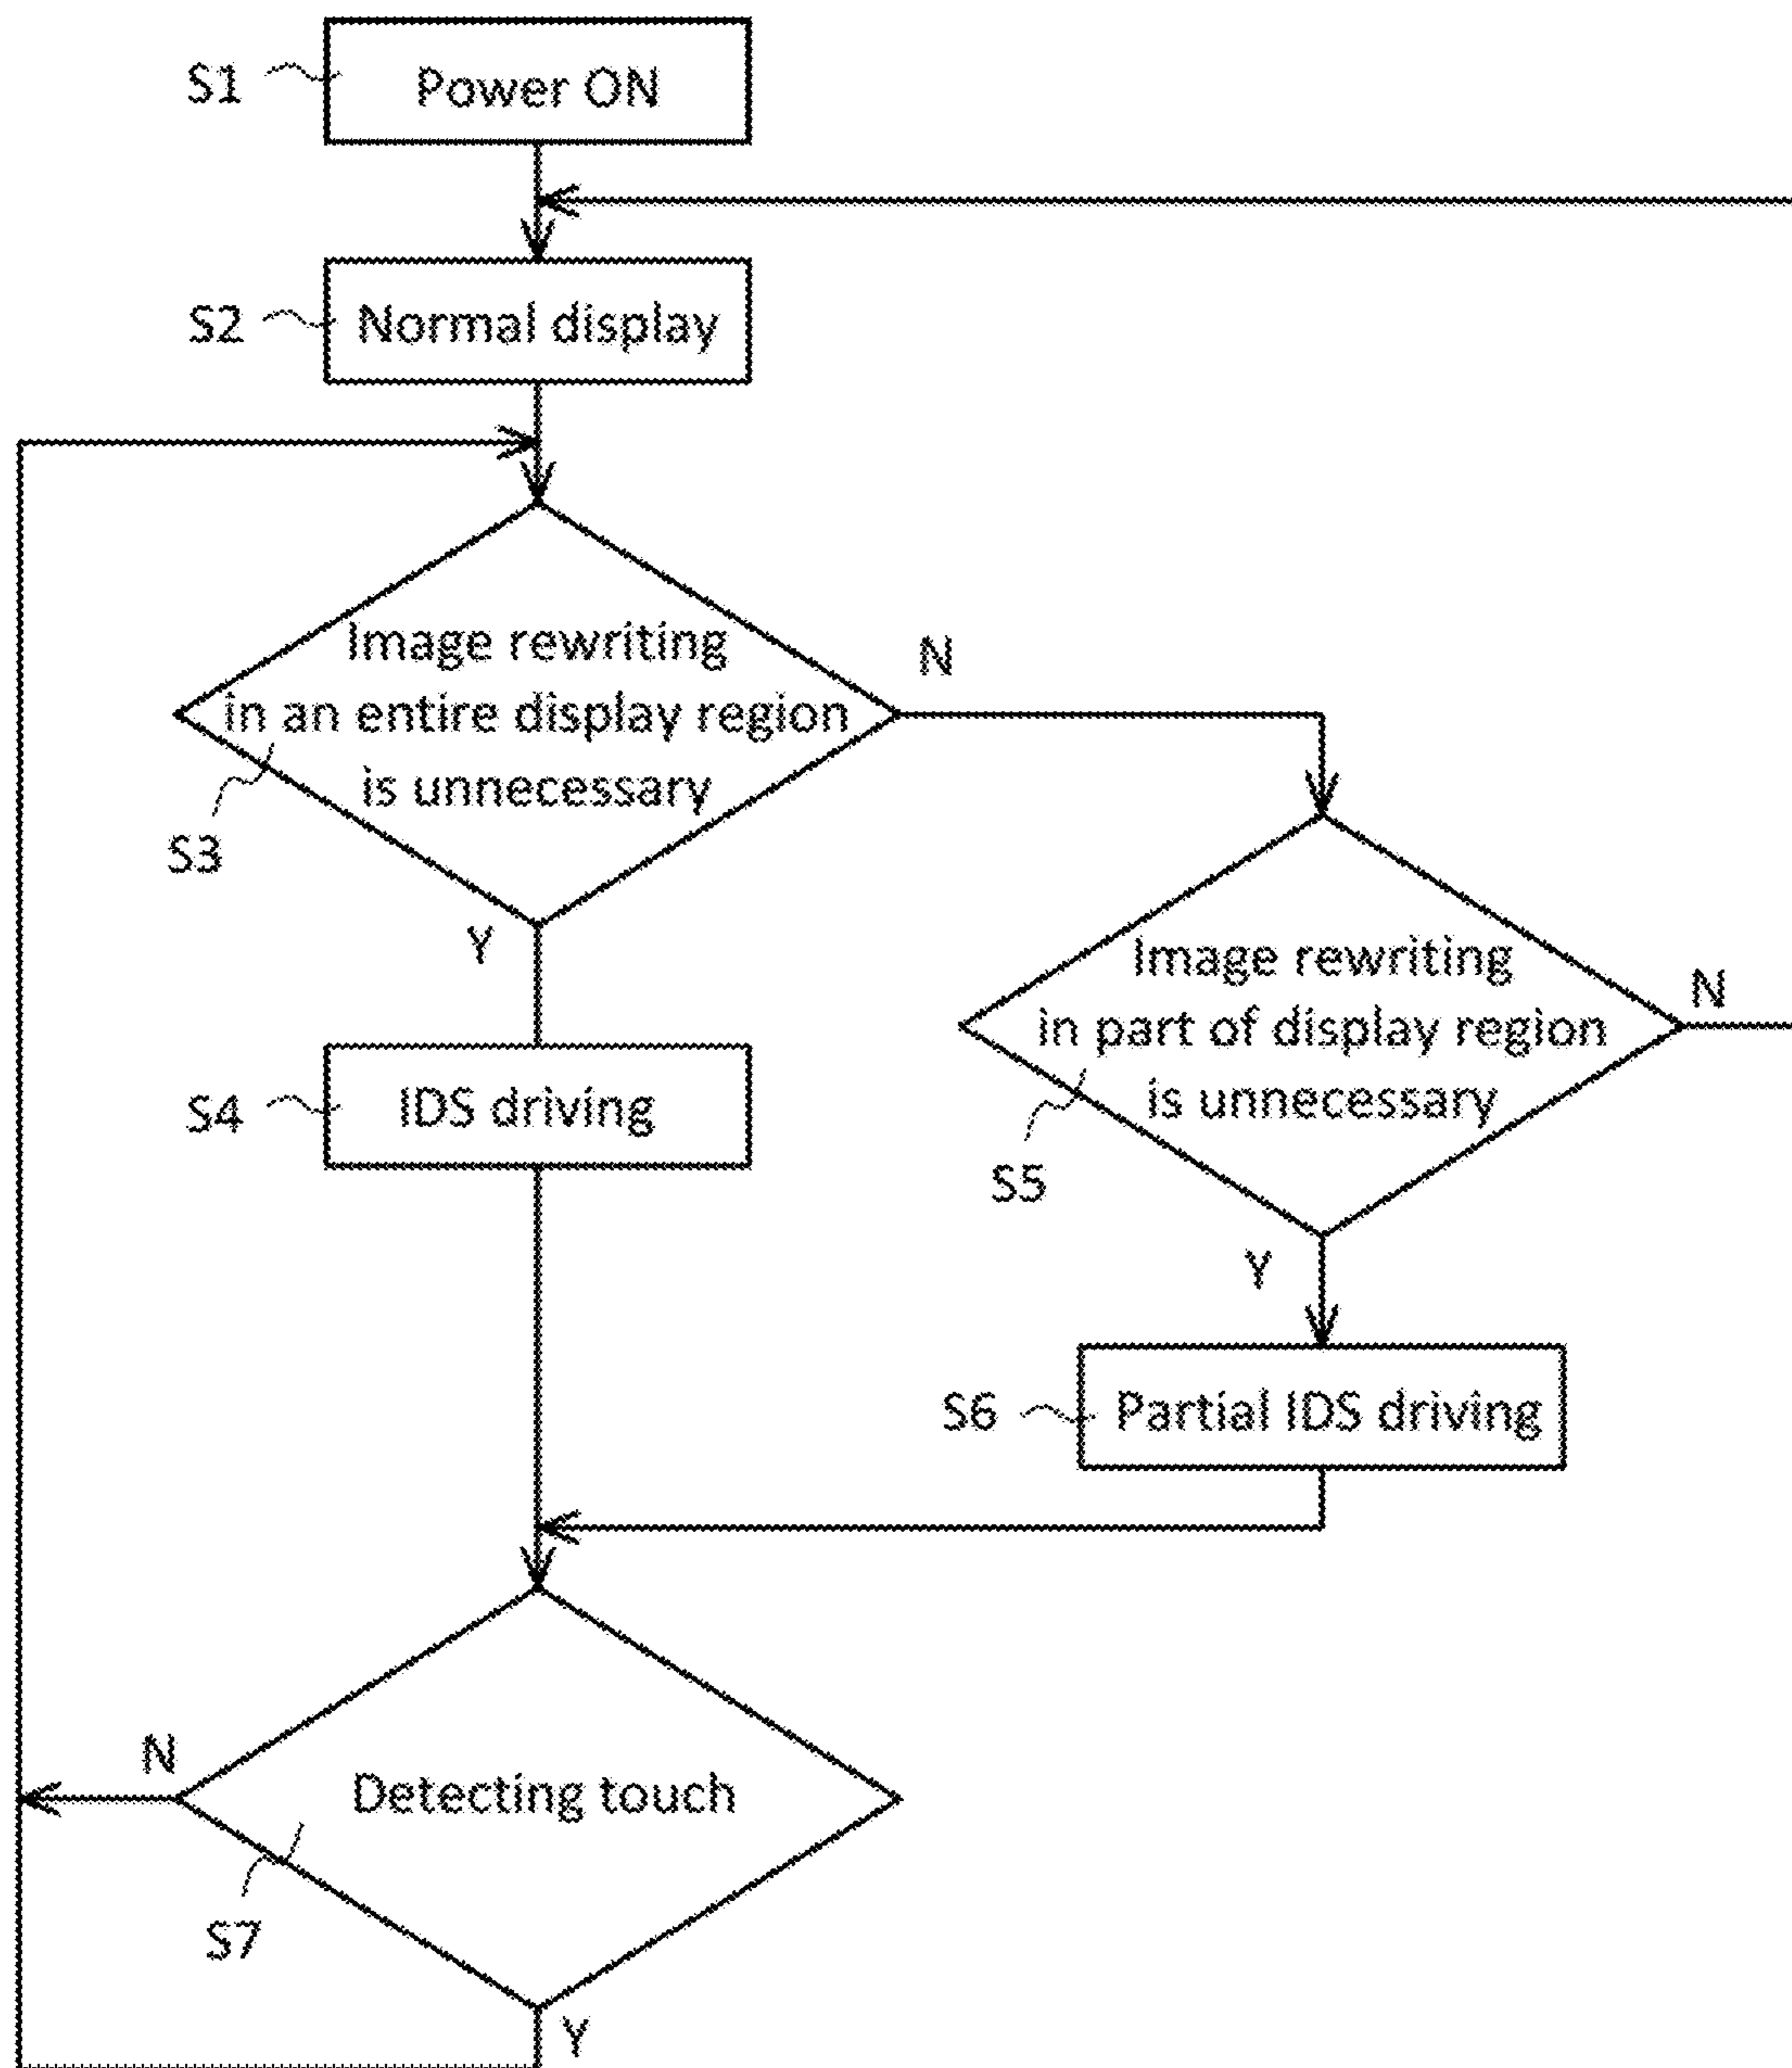 S1
Power ON
S2
Normal display
Image rewriting
in an entire display region
is unnecessary
S3
N
Y
Image rewriting
in part of display region
is unnecessary
S5
N
Y
S4
IDS driving
S6
Partial IDS driving
N
Detecting touch
S7
Y